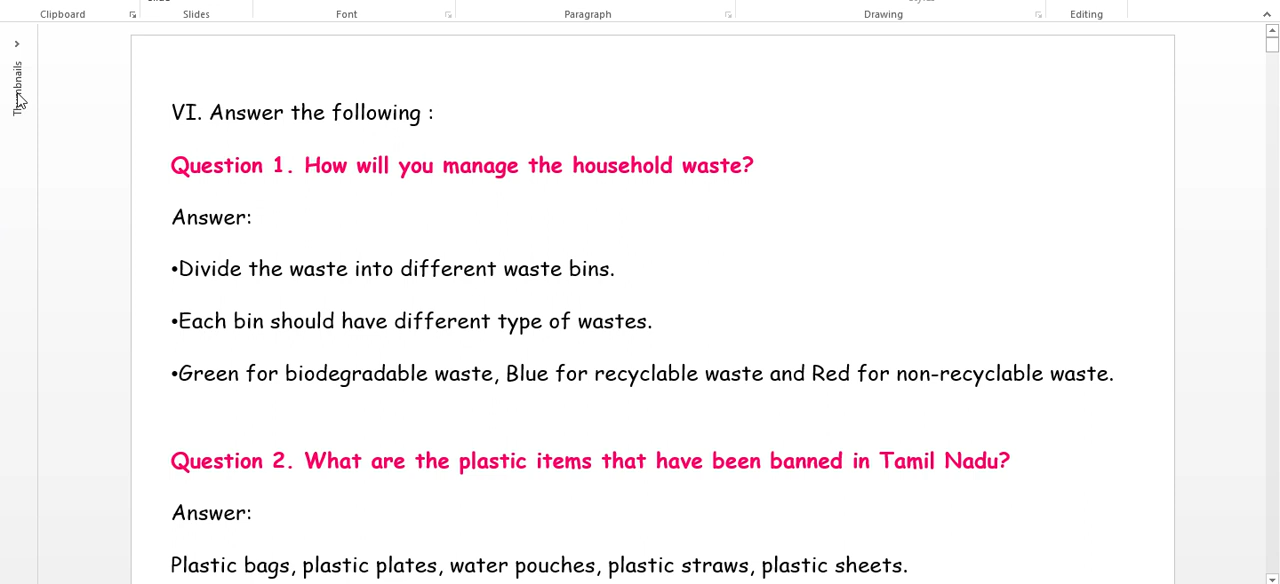 Clipboard Slides Font Paragraph Drawing Editing
Thumbnails
VI. Answer the following :
Question 1. How will you manage the household waste?
Answer:
•Divide the waste into different waste bins.
•Each bin should have different type of wastes.
•Green for biodegradable waste, Blue for recyclable waste and Red for non-recyclable waste.
Question 2. What are the plastic items that have been banned in Tamil Nadu?
Answer:
Plastic bags, plastic plates, water pouches, plastic straws, plastic sheets.